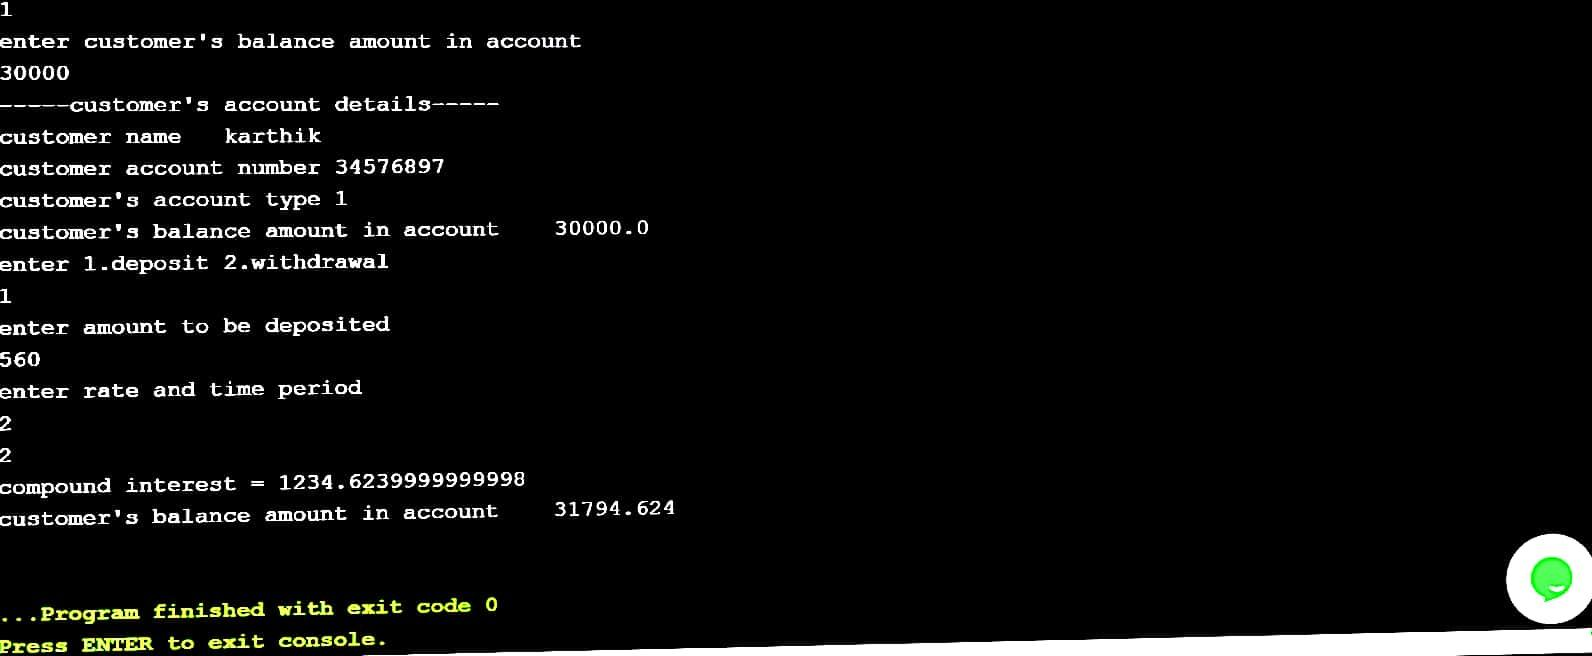 1
enter customer's balance amount in account
30000
-----customer's account details-----
customer name   karthik
customer account number 34576897
customer's account type 1
customer's balance amount in account    30000.0
enter 1.deposit 2.withdrawal
1
enter amount to be deposited
560
enter rate and time period
2
2
compound interest = 1234.6239999999998
customer's balance amount in account    31794.624
...Program finished with exit code 0
Press ENTER to exit console.